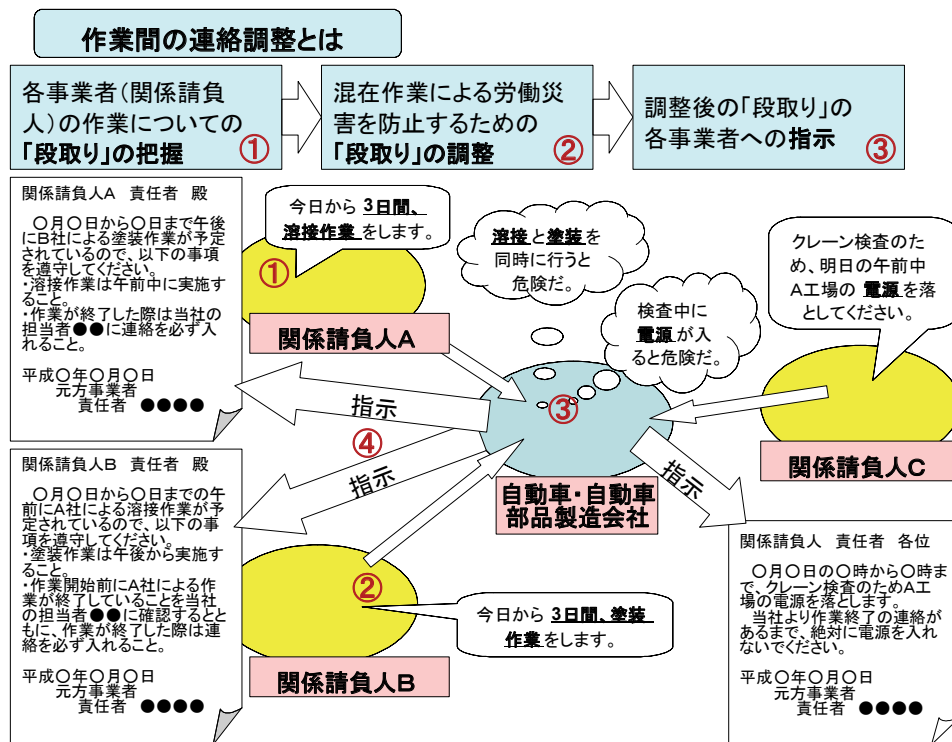 作業間の連絡調整とは
各事業者(関係請負
人)の作業についての
「段取り」の把握
①
混在作業による労働災
害を防止するための
「段取り」の調整
②
調整後の「段取り」の
各事業者への指示
③
関係請負人A 責任者 殿
〇月〇日から〇日まで午後
にB社による塗装作業が予定
されているので、以下の事項
を遵守してください。
・溶接作業は午前中に実施す
ること。
・作業が終了した際は当社の
担当者●●に連絡を必ず入
れること。
平成〇年〇月〇日
元方事業者
責任者 ●●●●
今日から 3日間、
溶接作業 をします。
①
関係請負人A
溶接と塗装を
同時に行うと
危険だ。
検査中に
電源 が入
ると危険だ。
クレーン検査のた
め、明日の午前中
A工場の 電源 を落
としてください。
関係請負人C
③
自動車・自動車
部品製造会社
指示
④
指示
指示
関係請負人B 責任者 殿
〇月〇日から〇日までの午
前にA社による溶接作業が予
定されているので、以下の事
項を遵守してください。
・塗装作業は午後から実施す
ること。
・作業開始前にA社による作
業が終了していることを当社
の担当者●●に確認するとと
もに、作業が終了した際は連
絡を必ず入れること。
平成〇年〇月〇日
元方事業者
責任者 ●●●●
②
今日から 3日間、塗装
作業をします。
関係請負人B
関係請負人 責任者 各位
〇月〇日の〇時から〇時ま
で、クレーン検査のためA工
場の電源を落とします。
当社より作業終了の連絡が
あるまで、絶対に電源を入れ
ないでください。
平成〇年〇月〇日
元方事業者
責任者 ●●●●